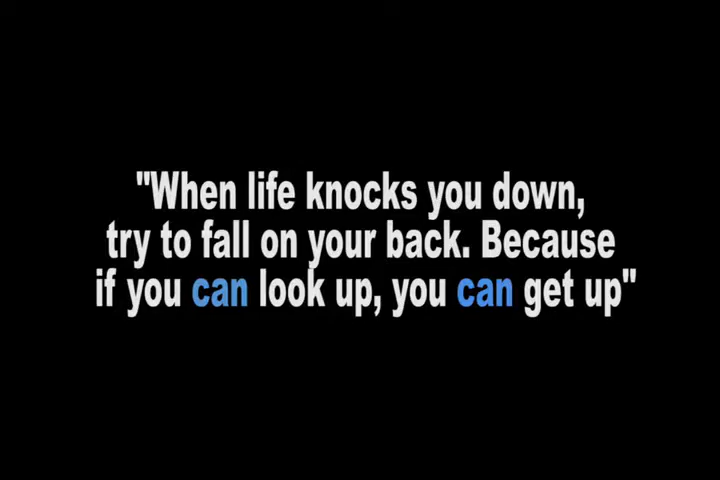 "When life knocks you down,
try to fall on your back. Because
if you can look up, you can get up"